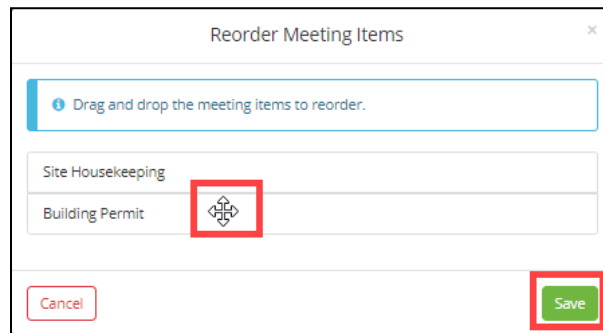 Reorder Meeting Items
×
Drag and drop the meeting items to reorder.
Site Housekeeping
Building Permit
Cancel
Save